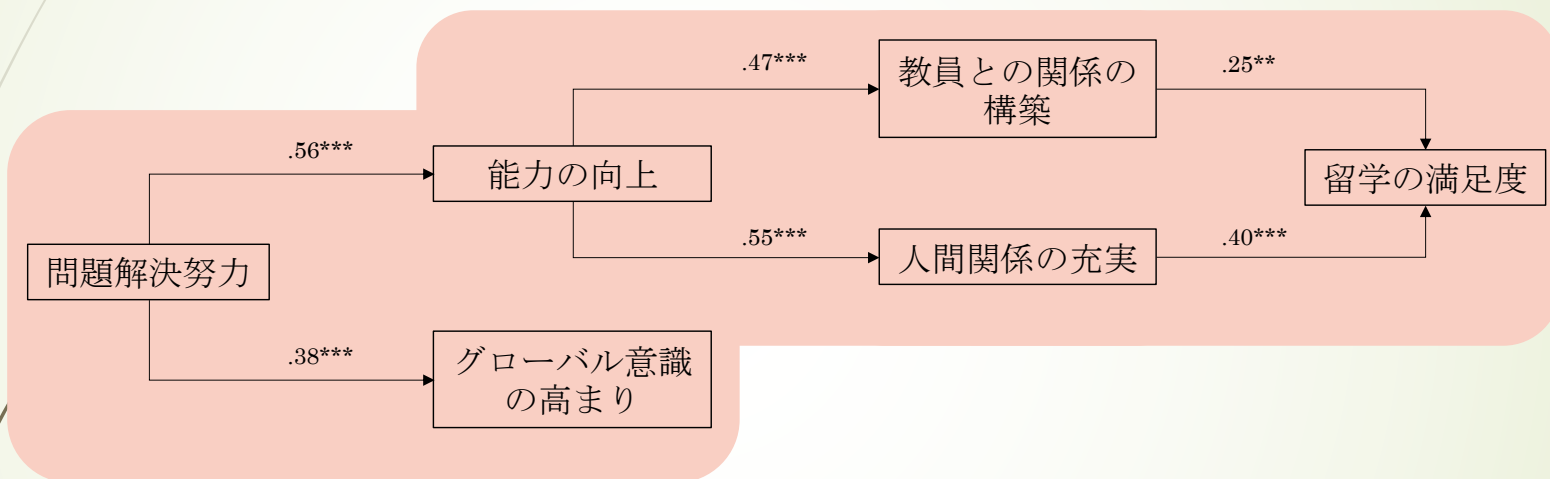 .47***
教員との関係の
構築
.25**
.56***
能力の向上
留学の満足度
.55***
人間関係の充実
.40***
問題解決努力
.38***
グローバル意識
の高まり